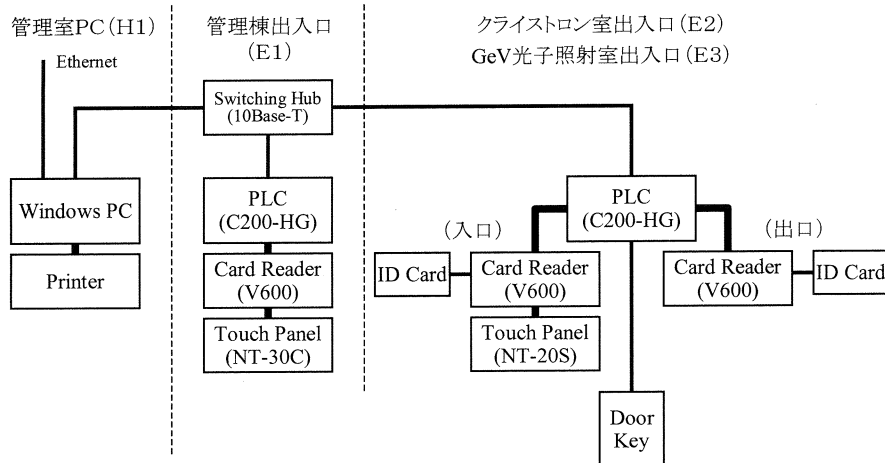 管理室PC(H1)
Ethernet
Windows PC
Printer
管理棟出入口
(E1)
Switching Hub
(10Base-T)
PLC
(C200-HG)
Card Reader
(V600)
Touch Panel
(NT-30C)
クライストロン室出入口(E2)
GeV光子照射室出入口(E3)
PLC
(C200-HG)
(入口)
(出口)
ID Card
Card Reader
(V600)
Card Reader
(V600)
ID Card
Touch Panel
(NT-20S)
Door
Key